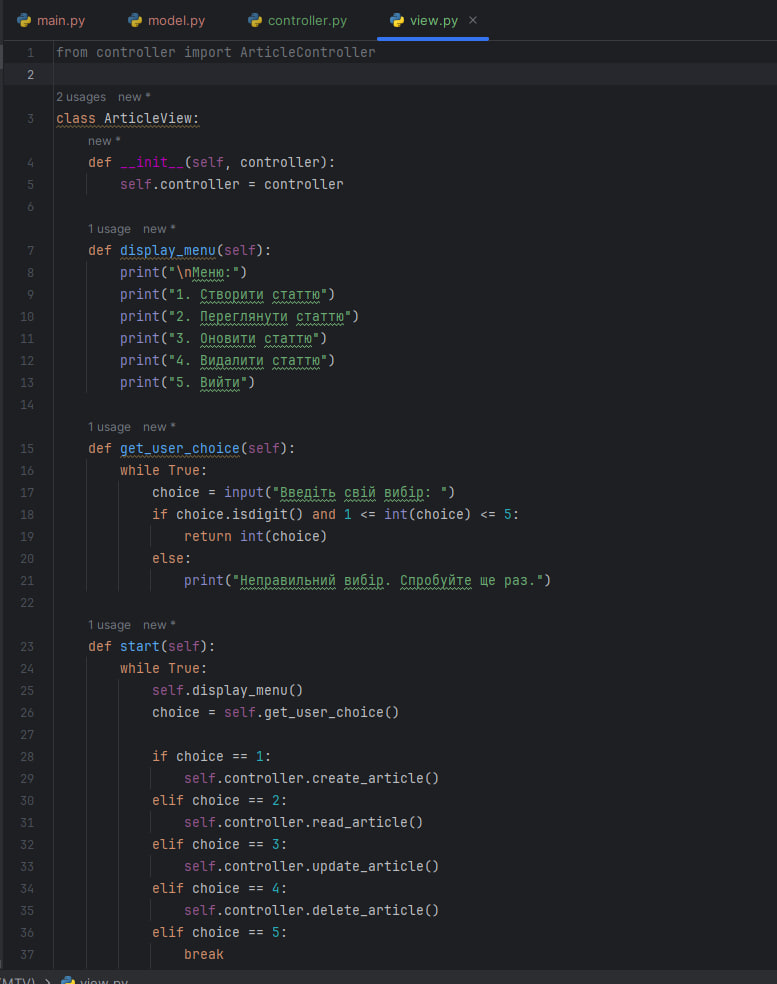 main.py model.py controller.py view.py
1 from controller import ArticleController
2
2 usages new *
3 class ArticleView:
new *
4 def __init__(self, controller):
5 self.controller = controller
6
1 usage new *
7 def display_menu(self):
8 print("\nМеню:")
9 print("1. Створити статтю")
10 print("2. Переглянути статтю")
11 print("3. Оновити статтю")
12 print("4. Видалити статтю")
13 print("5. Вийти")
14
1 usage new *
15 def get_user_choice(self):
16 while True:
17 choice = input("Введіть свій вибір: ")
18 if choice.isdigit() and 1 <= int(choice) <= 5:
19 return int(choice)
20 else:
21 print("Неправильний вибір. Спробуйте ще раз.")
22
1 usage new *
23 def start(self):
24 while True:
25 self.display_menu()
26 choice = self.get_user_choice()
27
28 if choice == 1:
29 self.controller.create_article()
30 elif choice == 2:
31 self.controller.read_article()
32 elif choice == 3:
33 self.controller.update_article()
34 elif choice == 4:
35 self.controller.delete_article()
36 elif choice == 5:
37 break
(MTV) > view.py